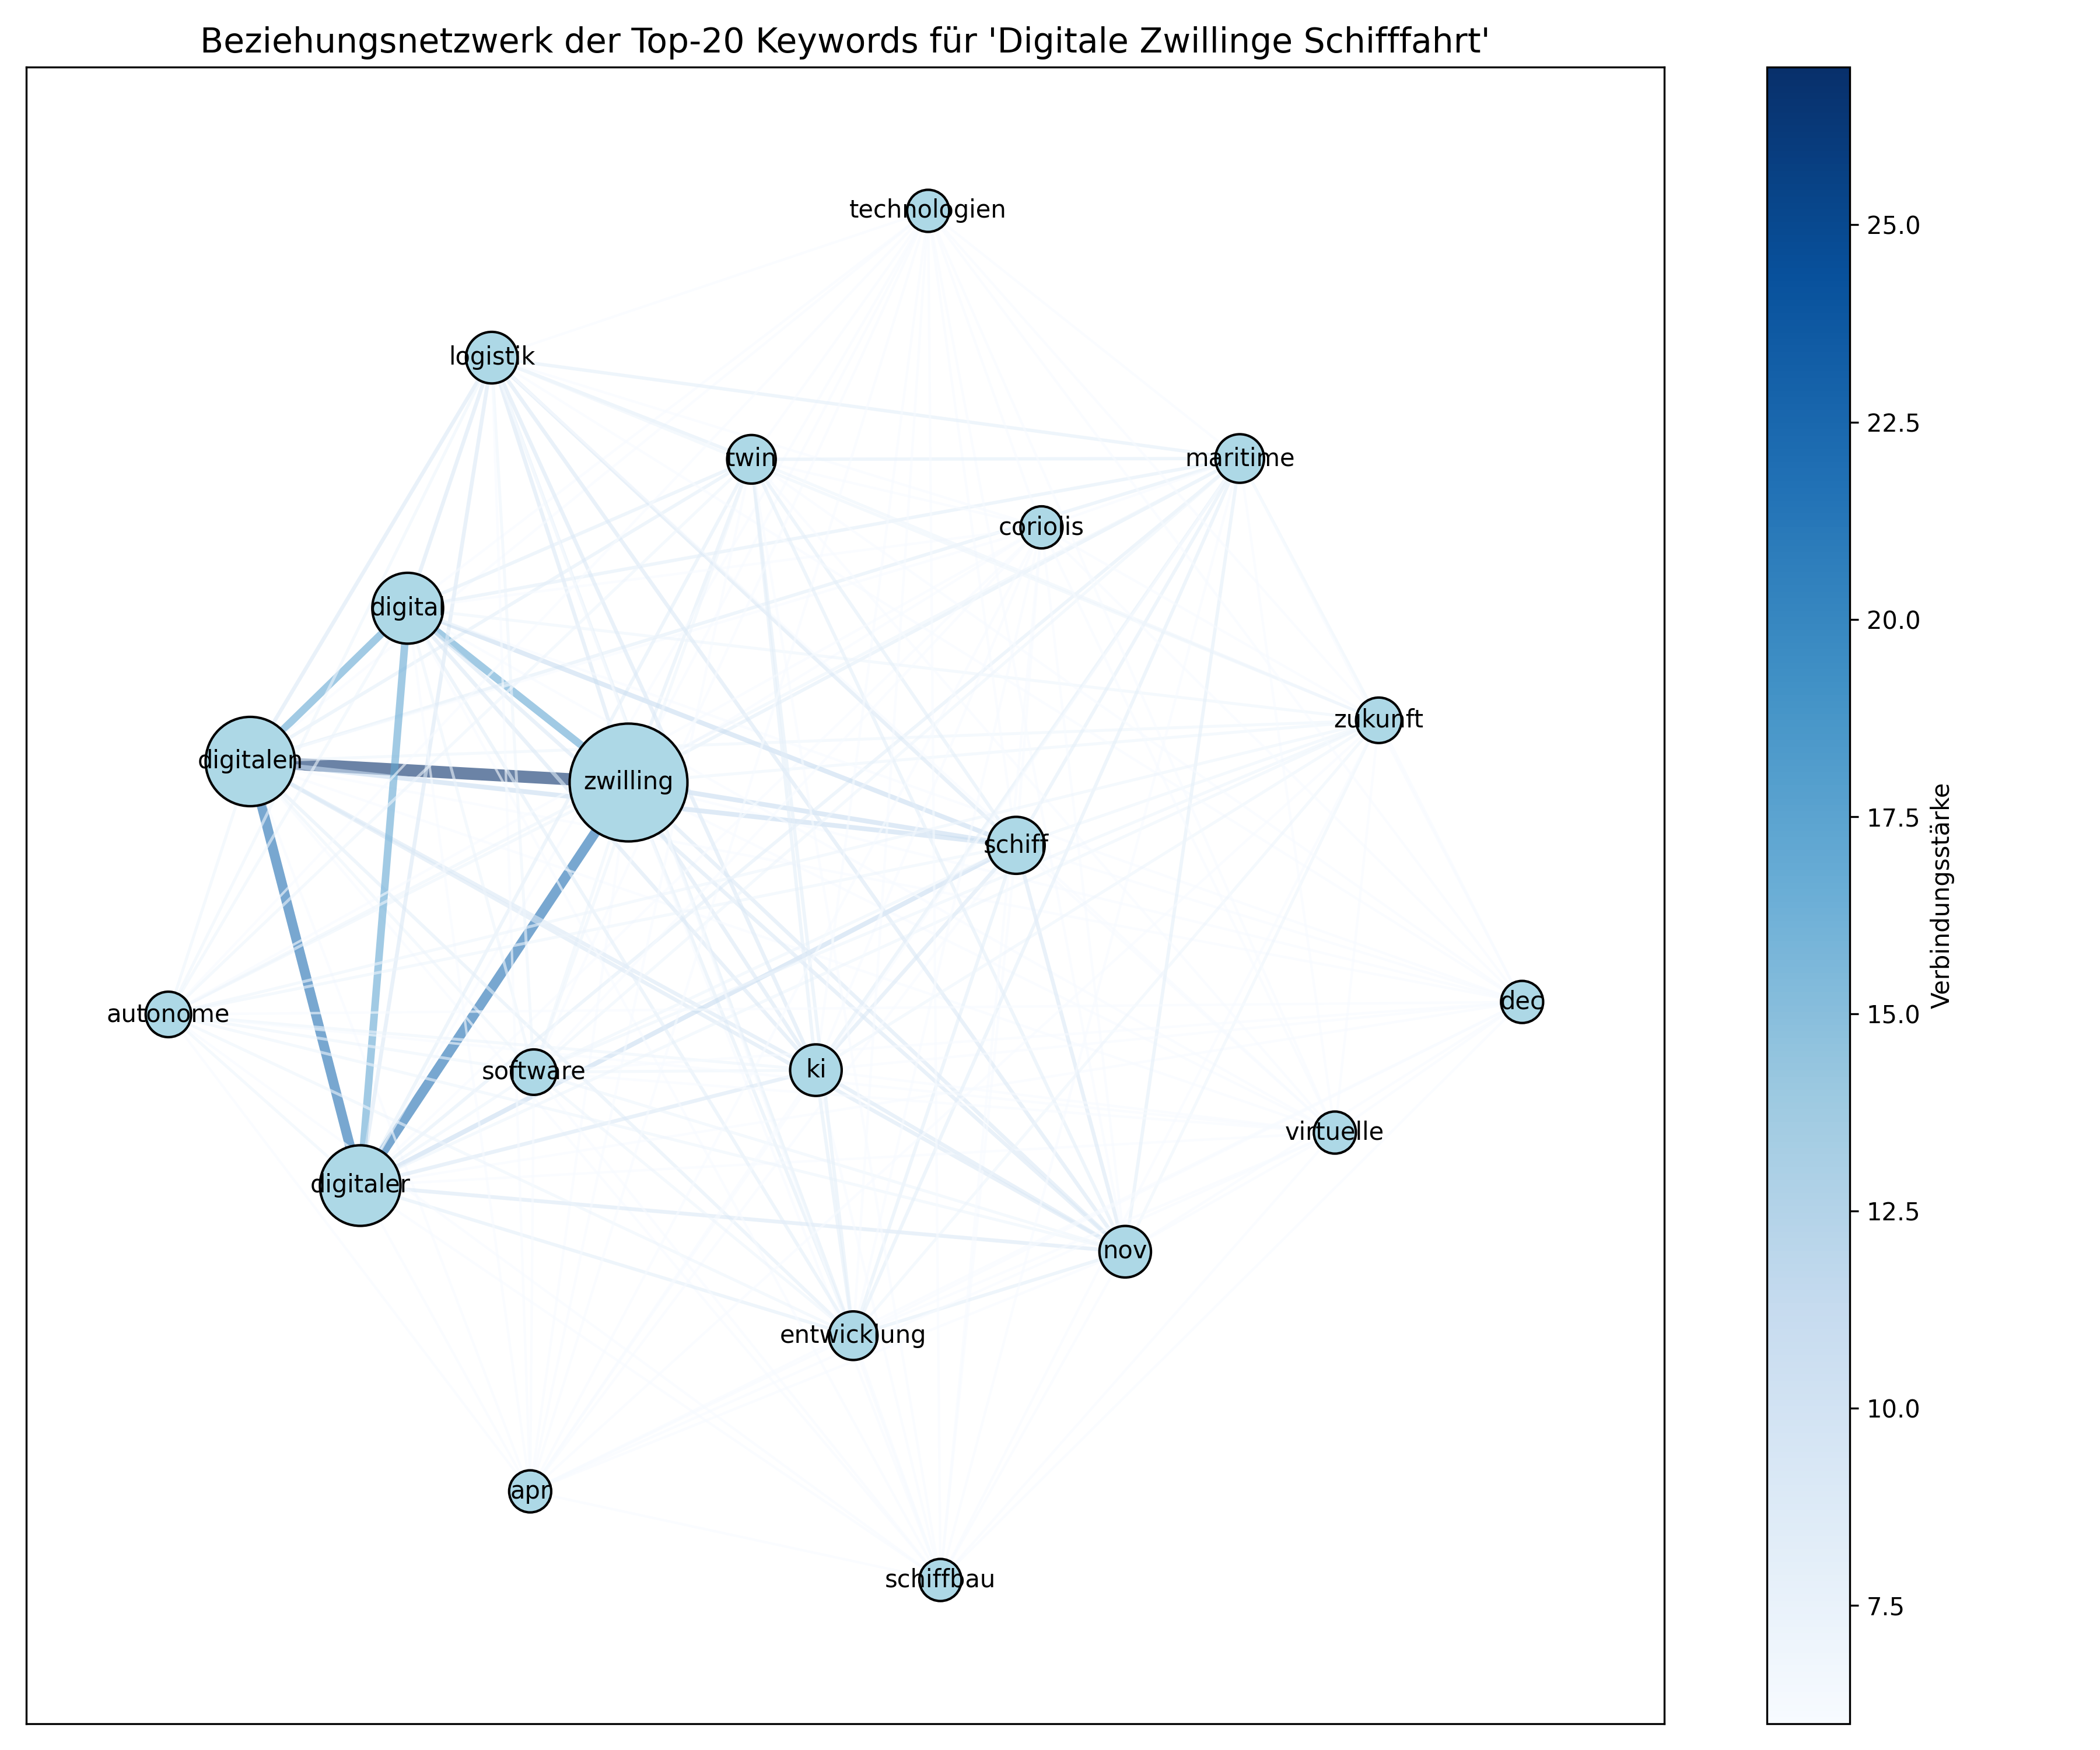 Beziehungsnetzwerk der Top-20 Keywords für 'Digitale Zwillinge Schifffahrt'
technologien
logistik
twin
maritime
coriolis
digital
zukunft
digitalen
zwilling
schiff
dec
autonome
software
ki
virtuelle
digitaler
nov
entwicklung
apr
schiffbau
25.0
22.5
20.0
17.5
15.0
12.5
10.0
7.5
Verbindungsstärke